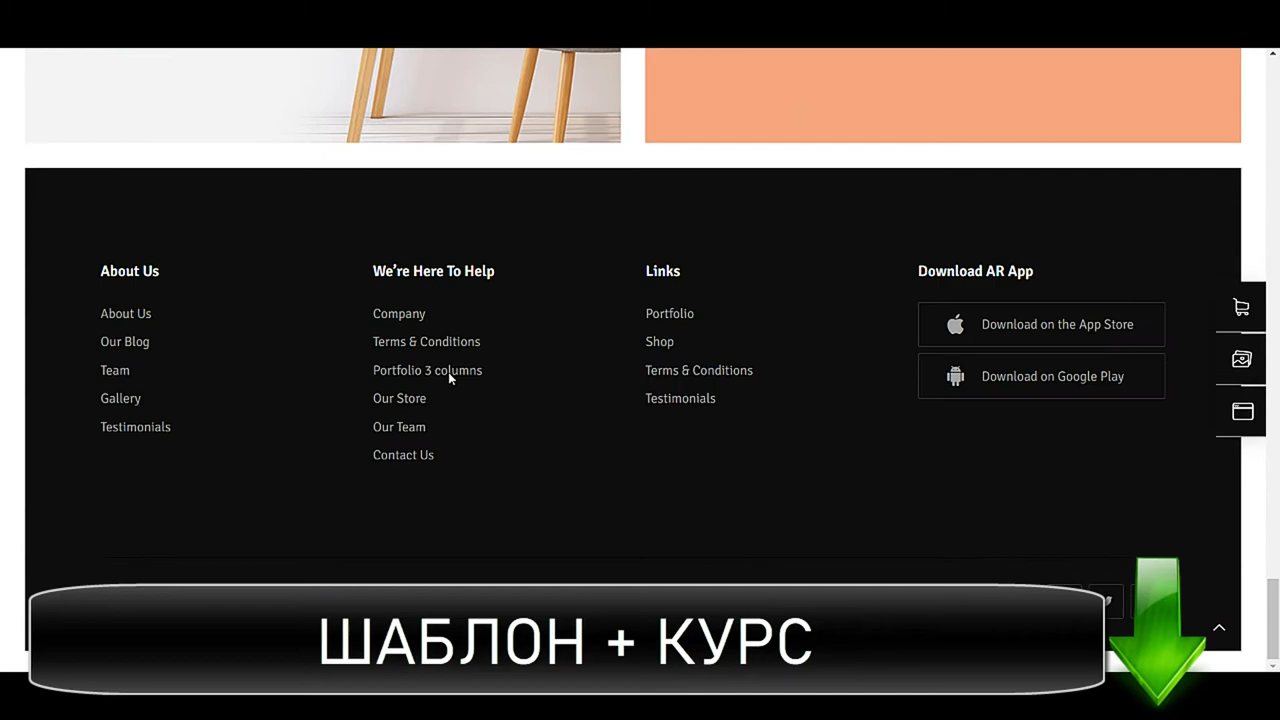 About Us
About Us
Our Blog
Team
Gallery
Testimonials
We’re Here To Help
Company
Terms & Conditions
Portfolio 3 columns
Our Store
Our Team
Contact Us
Links
Portfolio
Shop
Terms & Conditions
Testimonials
Download AR App
Download on the App Store
Download on Google Play
ШАБЛОН + КУРС